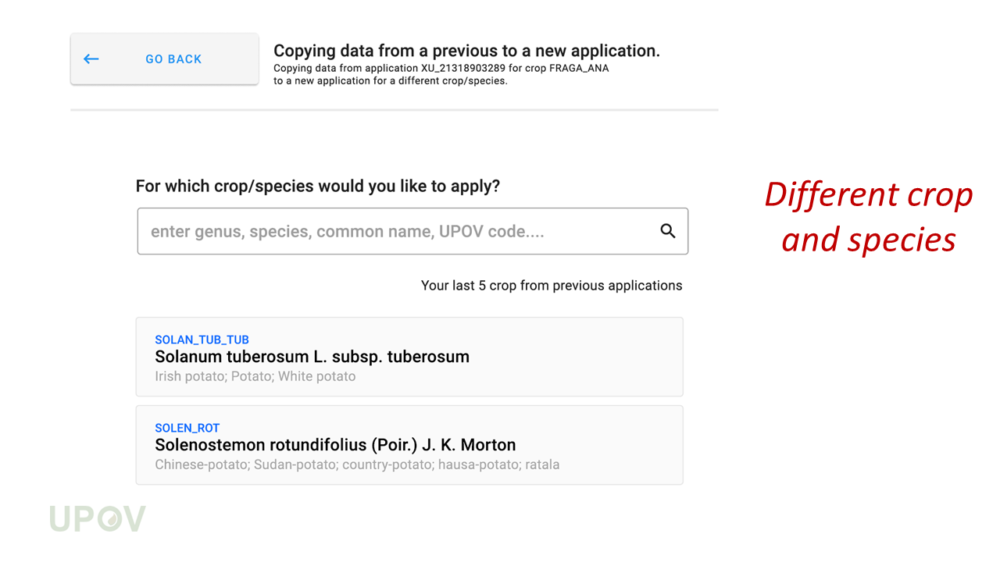 GO BACK
Copying data from a previous to a new application.
Copying data from application XU_21318903289 for crop FRAGA_ANA
to a new application for a different crop/species.
For which crop/species would you like to apply?
enter genus, species, common name, UPOV code....
Different crop
and species
Your last 5 crop from previous applications
SOLAN_TUB_TUB
Solanum tuberosum L. subsp. tuberosum
Irish potato; Potato; White potato
SOLEN_ROT
Solenostemon rotundifolius (Poir.) J. K. Morton
Chinese-potato; Sudan-potato; country-potato; hausa-potato; ratala
UPOV